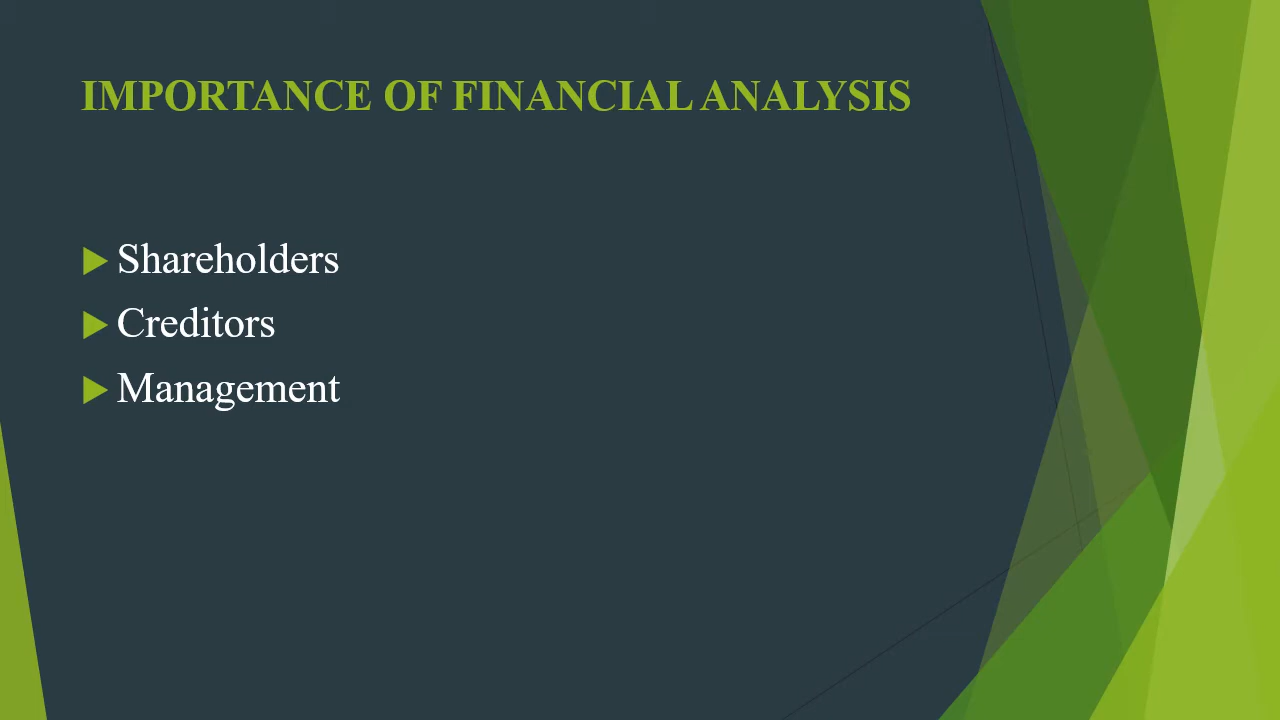 IMPORTANCE OF FINANCIAL ANALYSIS
Shareholders
Creditors
Management